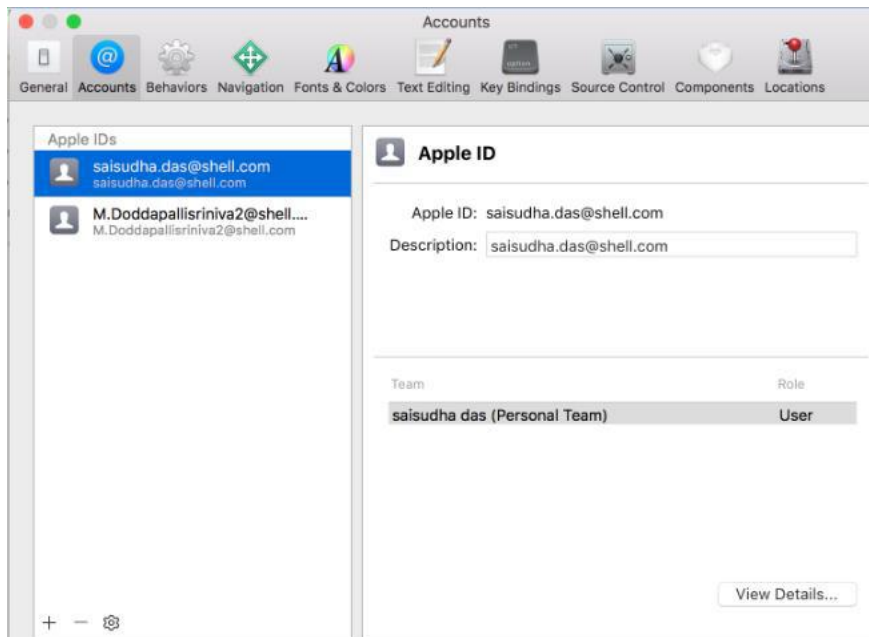 Accounts
General Accounts Behaviors Navigation Fonts & Colors Text Editing Key Bindings Source Control Components Locations
Apple IDs
saisudha.das@shell.com
saisudha.das@shell.com
M.Doddapallisriniva2@shell....
M.Doddapallisriniva2@shell.com
Apple ID
Apple ID: saisudha.das@shell.com
Description: saisudha.das@shell.com
Team Role
saisudha das (Personal Team) User
View Details...